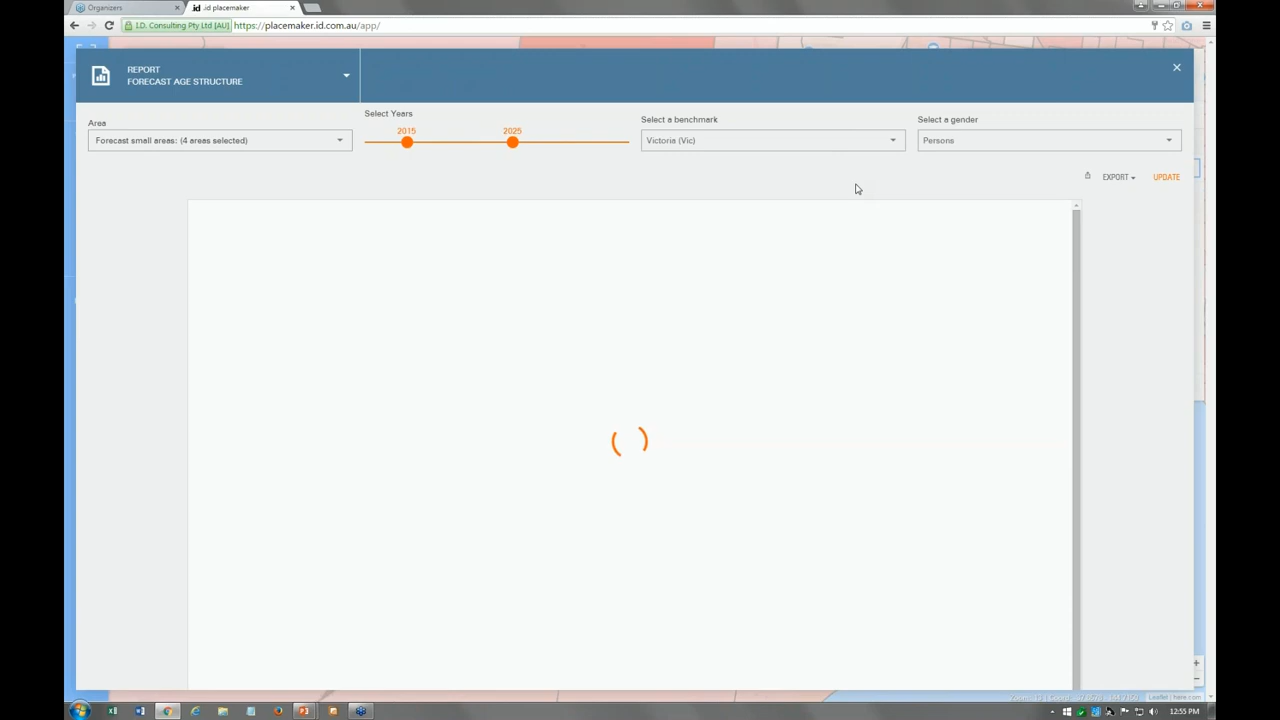 Organizers
.id placemaker
I.D. Consulting Pty Ltd [AU]
https://placemaker.id.com.au/app/
REPORT
FORECAST AGE STRUCTURE
Area
Select Years
Select a benchmark
Select a gender
Forecast small areas: (4 areas selected)
2015
2025
Victoria (Vic)
Persons
EXPORT
UPDATE
12:55 PM